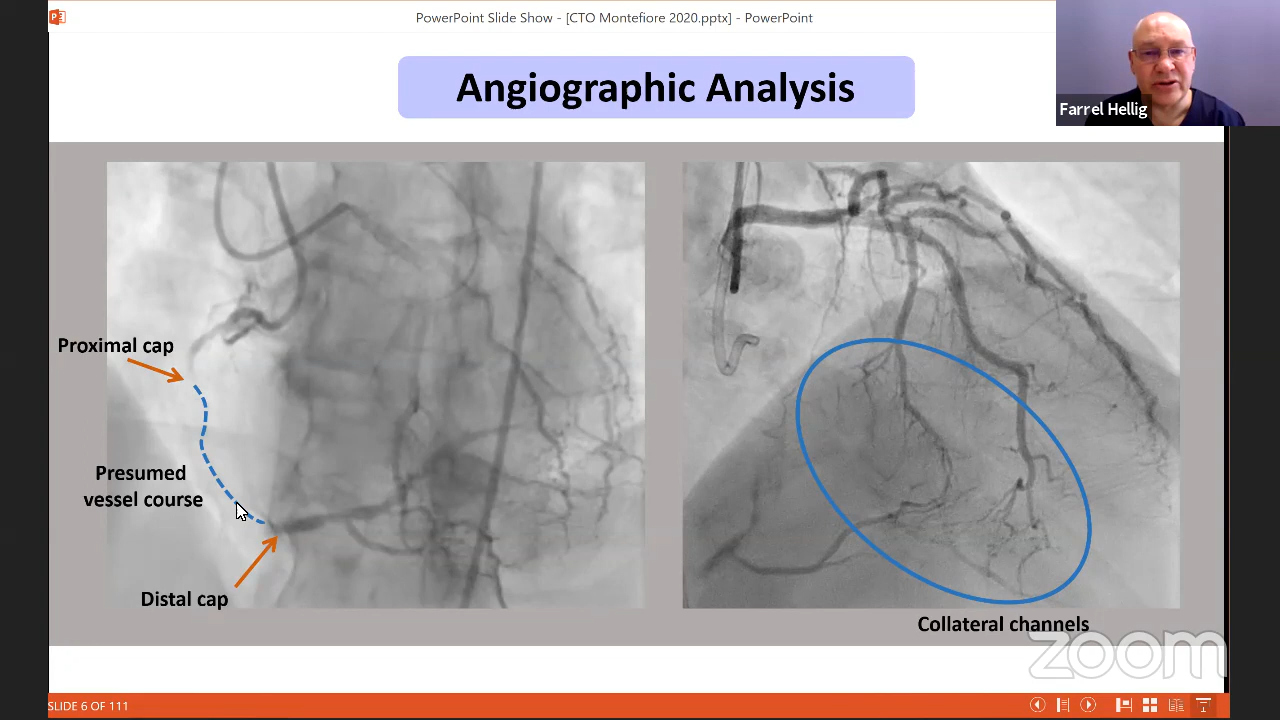 PowerPoint Slide Show - [CTO Montefiore 2020.pptx] - PowerPoint
Angiographic Analysis
Farrel Hellig
Proximal cap
Presumed
vessel course
Distal cap
Collateral channels
zoom
SLIDE 6 OF 111